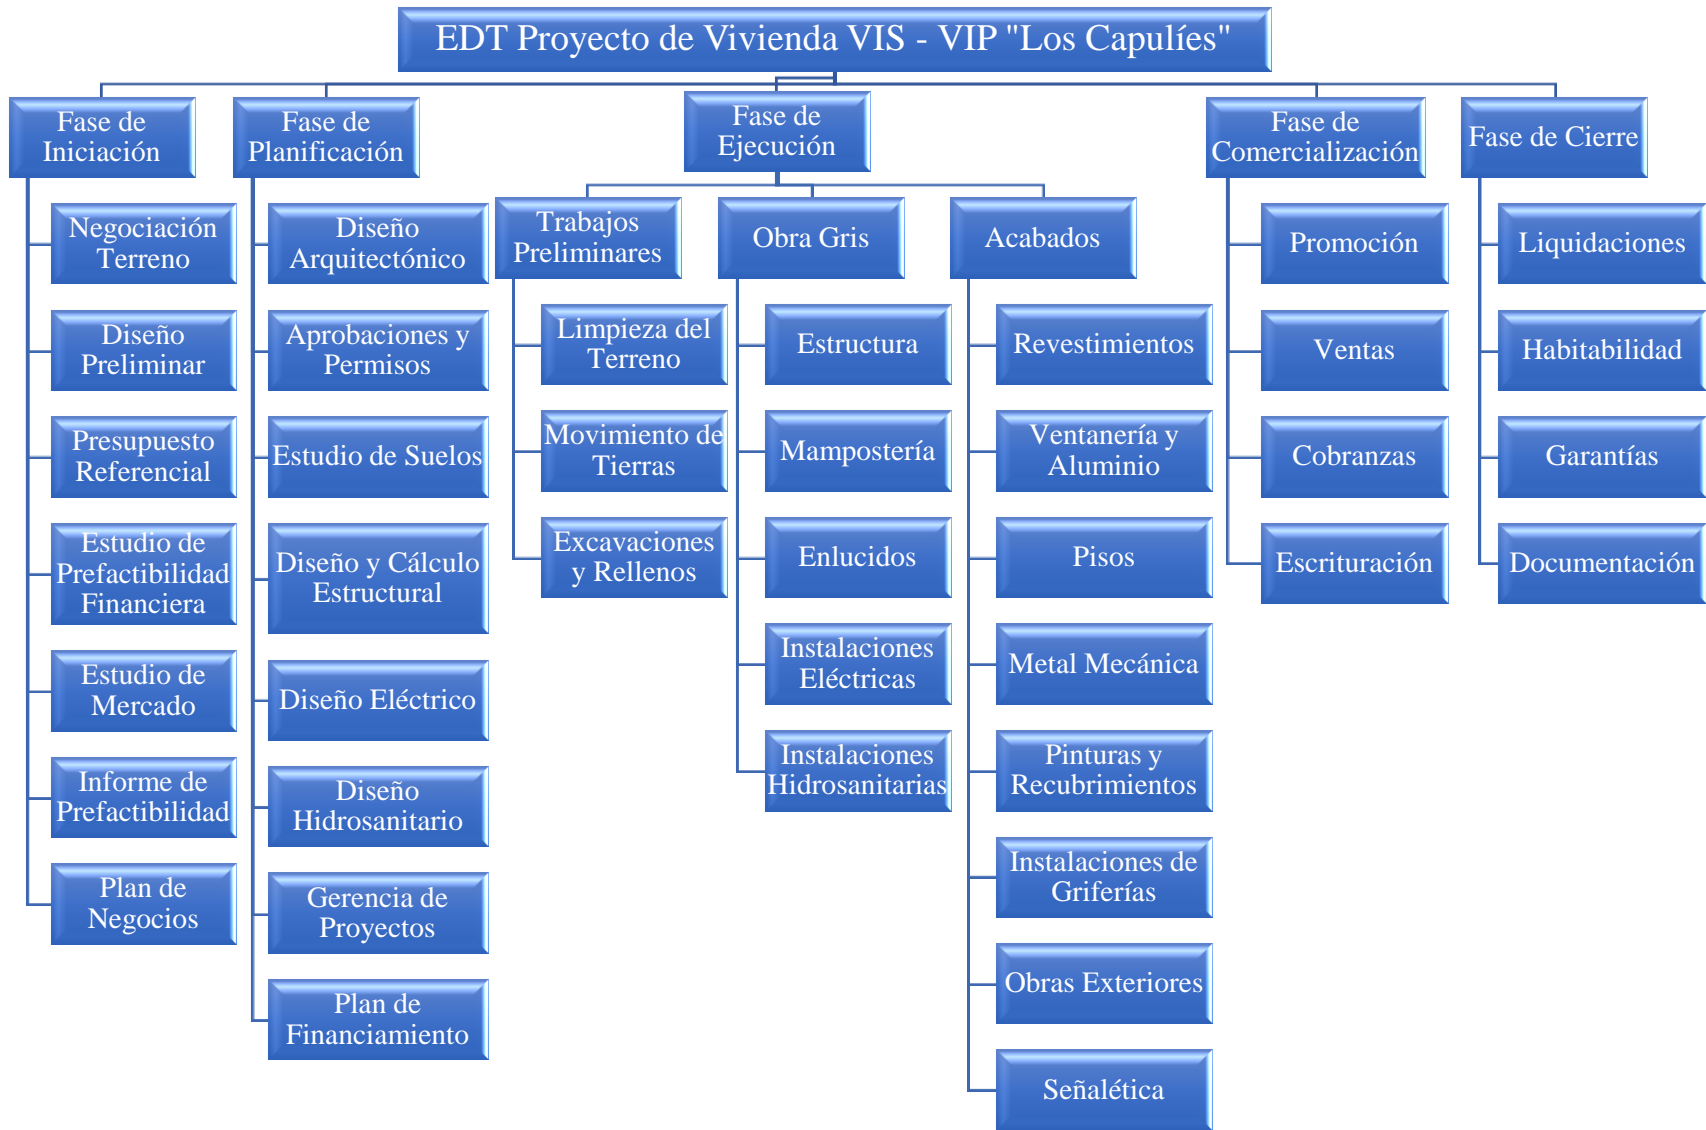 EDT Proyecto de Vivienda VIS - VIP "Los Capulíes"
Fase de
Iniciación
Negociación
Terreno
Diseño
Preliminar
Presupuesto
Referencial
Estudio de
Prefactibilidad
Financiera
Estudio de
Mercado
Informe de
Prefactibilidad
Plan de
Negocios
Fase de
Planificación
Diseño
Arquitectónico
Aprobaciones y
Permisos
Estudio de Suelos
Diseño y Cálculo
Estructural
Diseño Eléctrico
Diseño
Hidrosanitario
Gerencia de
Proyectos
Plan de
Financiamiento
Fase de
Ejecución
Trabajos
Preliminares
Limpieza del
Terreno
Movimiento de
Tierras
Excavaciones
y Rellenos
Obra Gris
Estructura
Mampostería
Enlucidos
Instalaciones
Eléctricas
Instalaciones
Hidrosanitarias
Acabados
Revestimientos
Ventanería y
Aluminio
Pisos
Metal Mecánica
Pinturas y
Recubrimientos
Instalaciones de
Griferías
Obras Exteriores
Señalética
Fase de
Comercialización
Promoción
Ventas
Cobranzas
Escrituración
Fase de Cierre
Liquidaciones
Habitabilidad
Garantías
Documentación